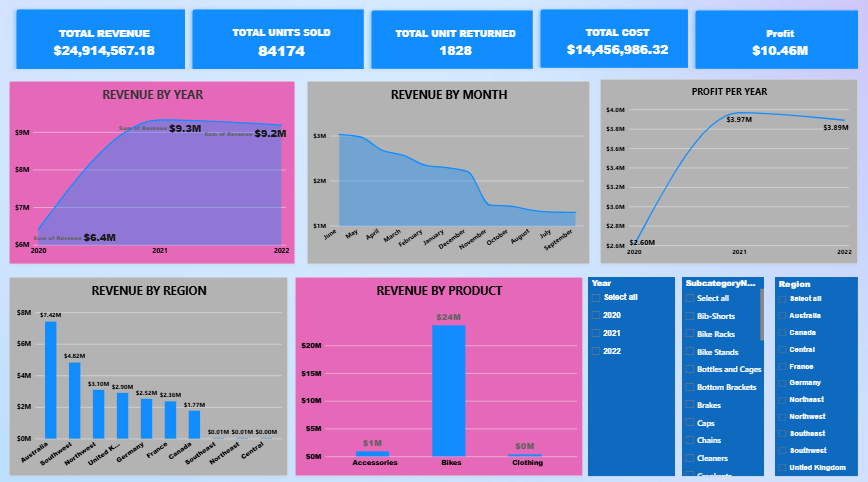 TOTAL REVENUE
$24,914,567.18
TOTAL UNITS SOLD
84174
TOTAL UNIT RETURNED
1828
TOTAL COST
$14,456,986.32
Profit
$10.46M
REVENUE BY YEAR
$9M
$8M
$7M
$6M
Sum of Revenue $9.3M
Sum of Revenue $9.2M
Sum of Revenue $6.4M
2020 2021 2022
REVENUE BY MONTH
$3M
$2M
$1M
June May April March February January December November October August July September
PROFIT PER YEAR
$4.0M
$3.8M
$3.6M
$3.4M
$3.2M
$3.0M
$2.8M
$2.6M
$3.97M
$3.89M
$2.60M
2020 2021 2022
REVENUE BY REGION
$8M
$6M
$4M
$2M
$0M
$7.42M $4.82M $3.10M $2.90M $2.52M $2.36M $1.77M $0.01M $0.01M $0.00M
Australia Southwest Northwest United K... Germany France Canada Southeast Northeast Central
REVENUE BY PRODUCT
$20M
$15M
$10M
$5M
$0M
$1M $24M $0M
Accessories Bikes Clothing
Year
Select all
2020
2021
2022
SubcategoryN...
Select all
Bib-Shorts
Bike Racks
Bike Stands
Bottles and Cages
Bottom Brackets
Brakes
Caps
Chains
Cleaners
Region
Select all
Australia
Canada
Central
France
Germany
Northeast
Northwest
Southeast
Southwest
United Kingdom